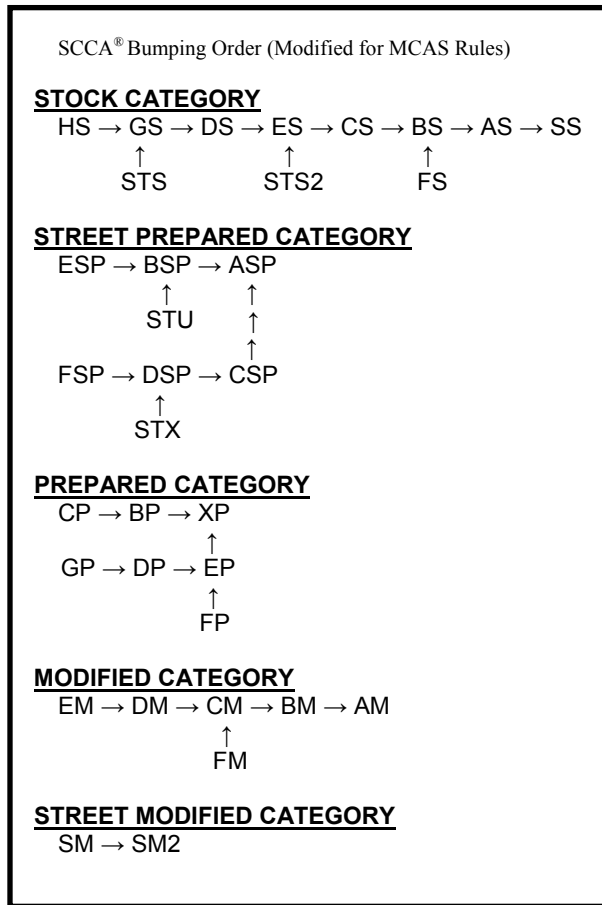 SCCA® Bumping Order (Modified for MCAS Rules)
STOCK CATEGORY
HS → GS → DS → ES → CS → BS → AS → SS
↑ ↑ ↑
STS STS2 FS
STREET PREPARED CATEGORY
ESP → BSP → ASP
↑ ↑
STU ↑
↑
FSP → DSP → CSP
↑
STX
PREPARED CATEGORY
CP → BP → XP
↑
GP → DP → EP
↑
FP
MODIFIED CATEGORY
EM → DM → CM → BM → AM
↑
FM
STREET MODIFIED CATEGORY
SM → SM2